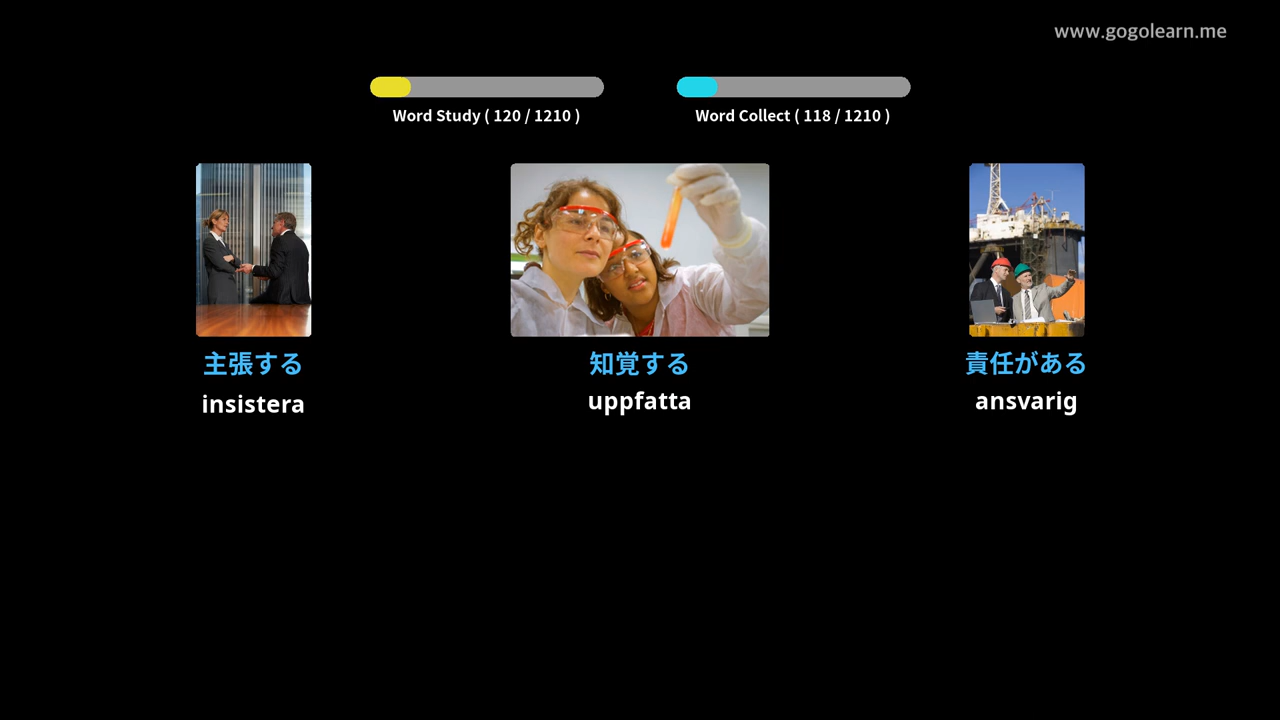 www.gogolearn.me
Word Study ( 120 / 1210 )
Word Collect ( 118 / 1210 )
主張する
知覚する
責任がある
insistera
uppfatta
ansvarig